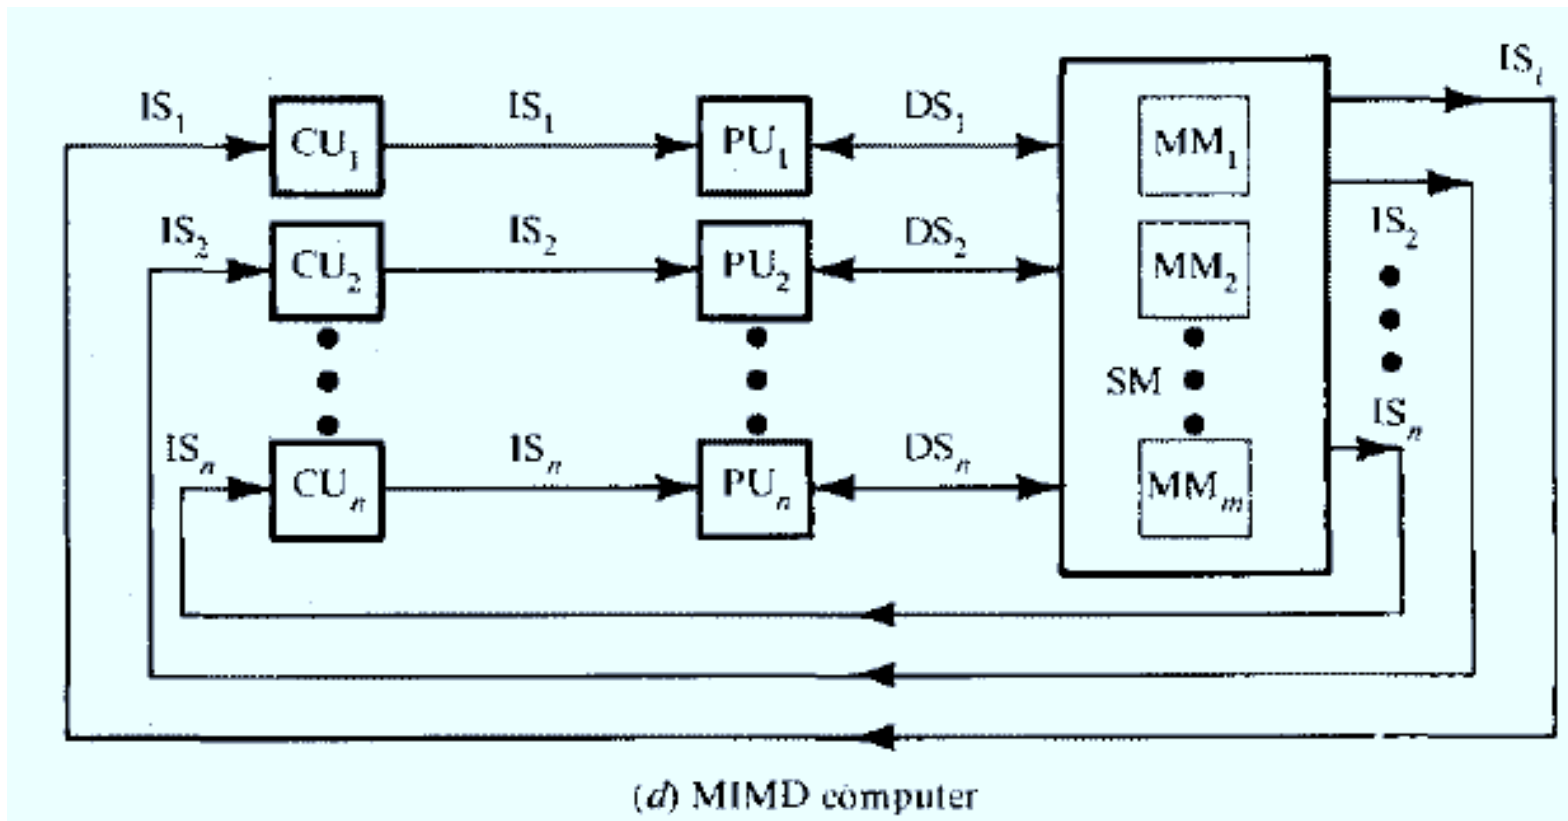 IS₁ CU₁ IS₁ PU₁ DS₁ MM₁ ISᵢ
IS₂ CU₂ IS₂ PU₂ DS₂ MM₂ IS₂
SM
ISₙ CUₙ ISₙ PUₙ DSₙ MMₘ ISₙ
(d) MIMD computer